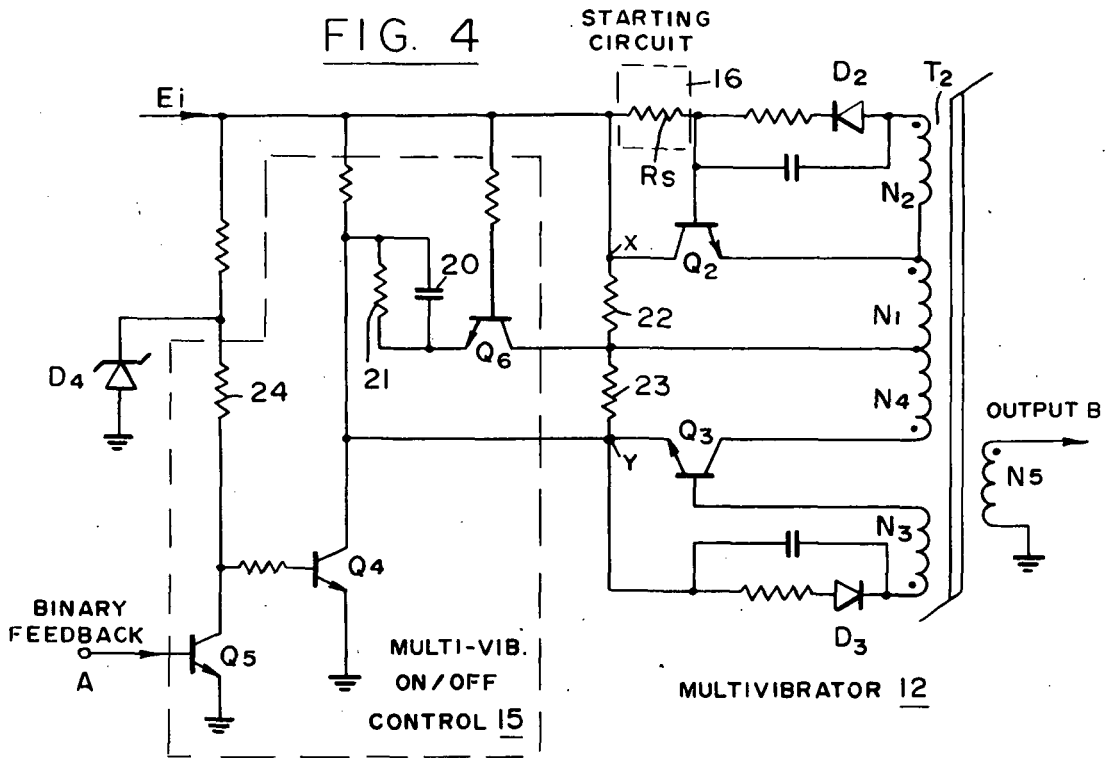 FIG. 4
STARTING
CIRCUIT
16
D2
T2
Ei
Rs
N2
X
Q2
20
22
N1
21
Q6
D4
24
23
N4
Q3
OUTPUT B
Y
N5
N3
Q4
BINARY
FEEDBACK
A
Q5
D3
MULTI-VIB.
ON/OFF
CONTROL 15
MULTIVIBRATOR 12